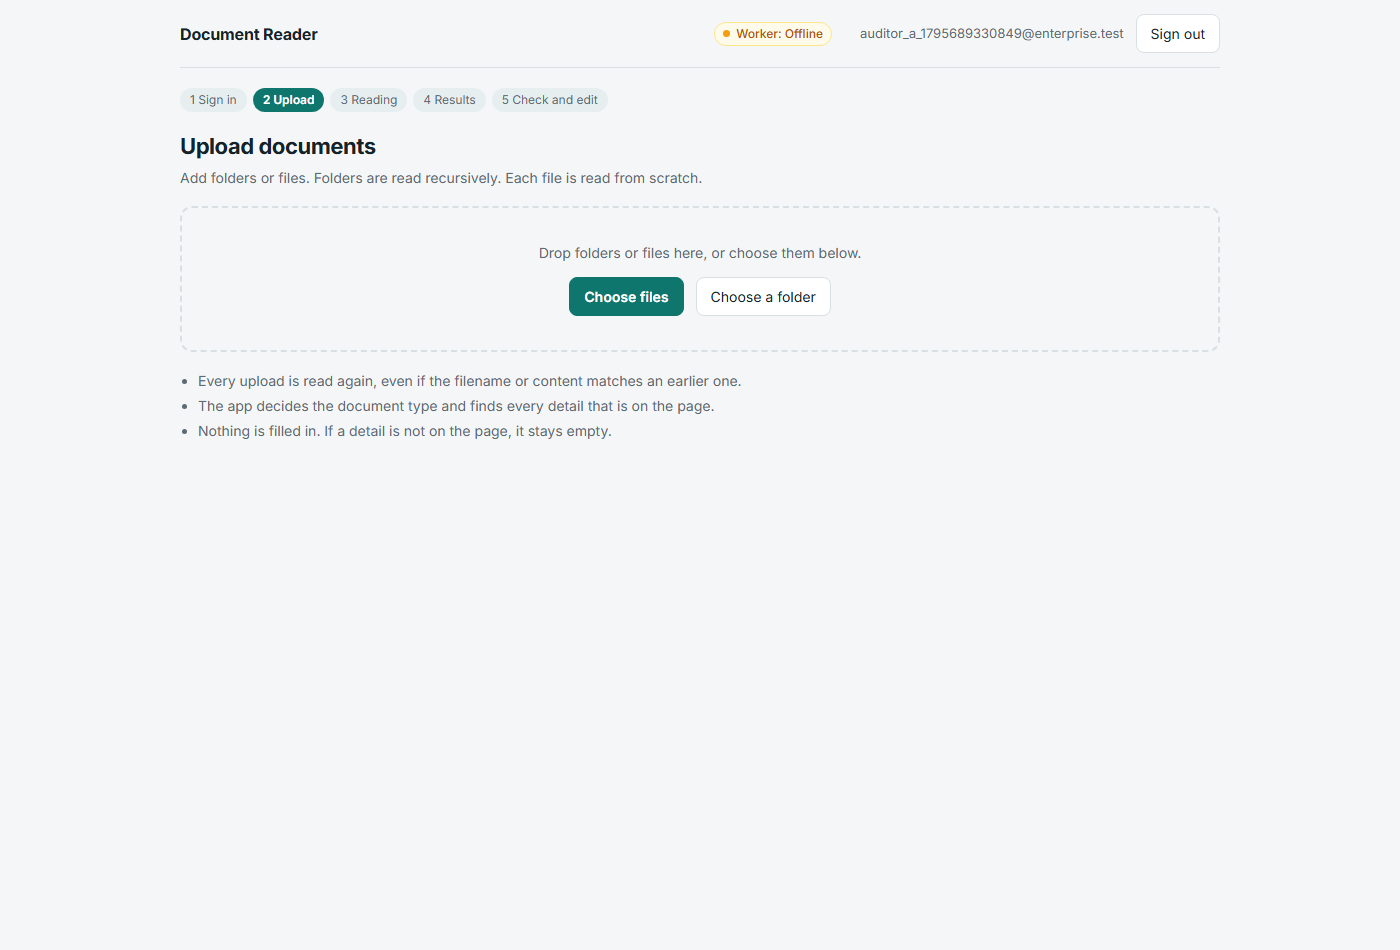 Document Reader
Worker: Offline
auditor_a_1795689330849@enterprise.test
Sign out
1 Sign in
2 Upload
3 Reading
4 Results
5 Check and edit
Upload documents
Add folders or files. Folders are read recursively. Each file is read from scratch.
Drop folders or files here, or choose them below.
Choose files
Choose a folder
Every upload is read again, even if the filename or content matches an earlier one.
The app decides the document type and finds every detail that is on the page.
Nothing is filled in. If a detail is not on the page, it stays empty.